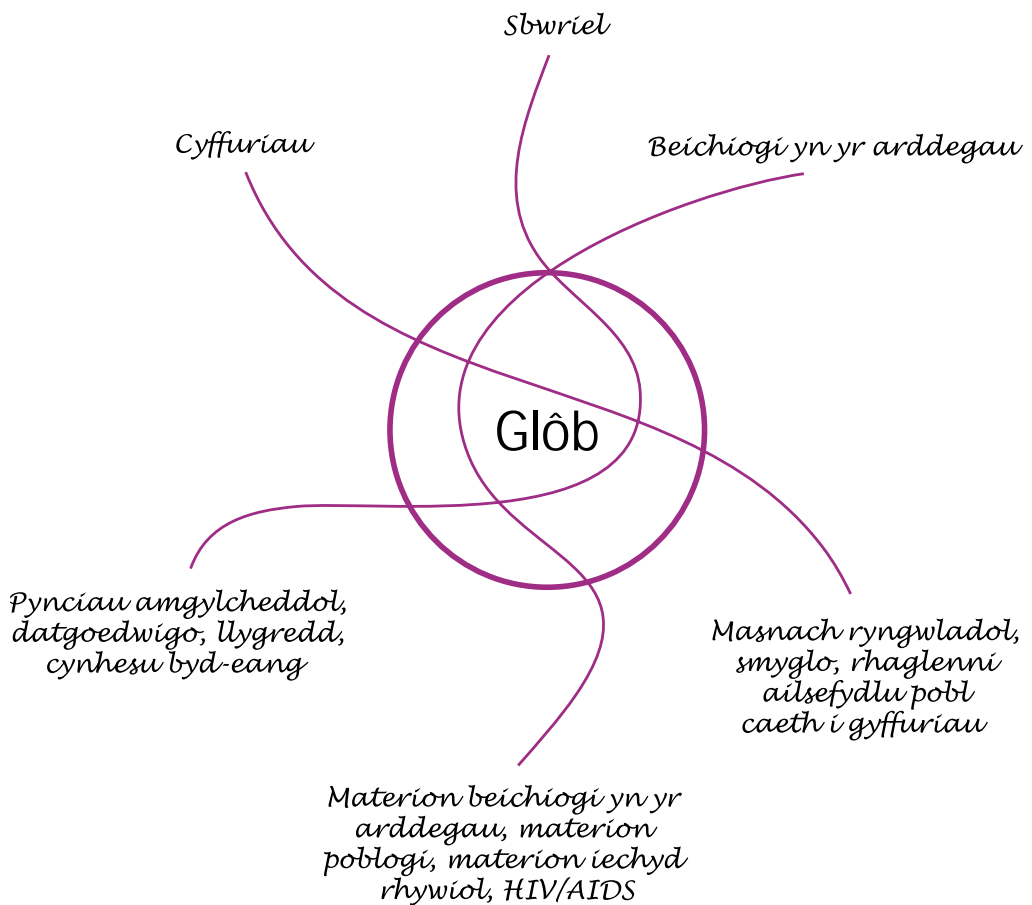 Sbwriel
Cyffuriau
Beichiogi yn yr arddegau
Glôb
Pynciau amgylcheddol,
datgoedwigo, llygredd,
cynhesu byd-eang
Masnach ryngwladol,
smyglo, rhaglenni
ailsefydlu pobl
caeth i gyffuriau
Materion beichiogi yn yr
arddegau, materion
poblogi, materion iechyd
rhywiol, HIV/AIDS